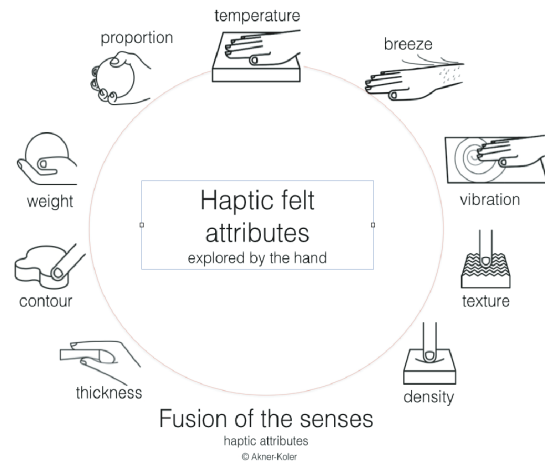 temperature
proportion
breeze
weight
Haptic felt
attributes
explored by the hand
vibration
contour
texture
thickness
density
Fusion of the senses
haptic attributes
© Akner-Koler